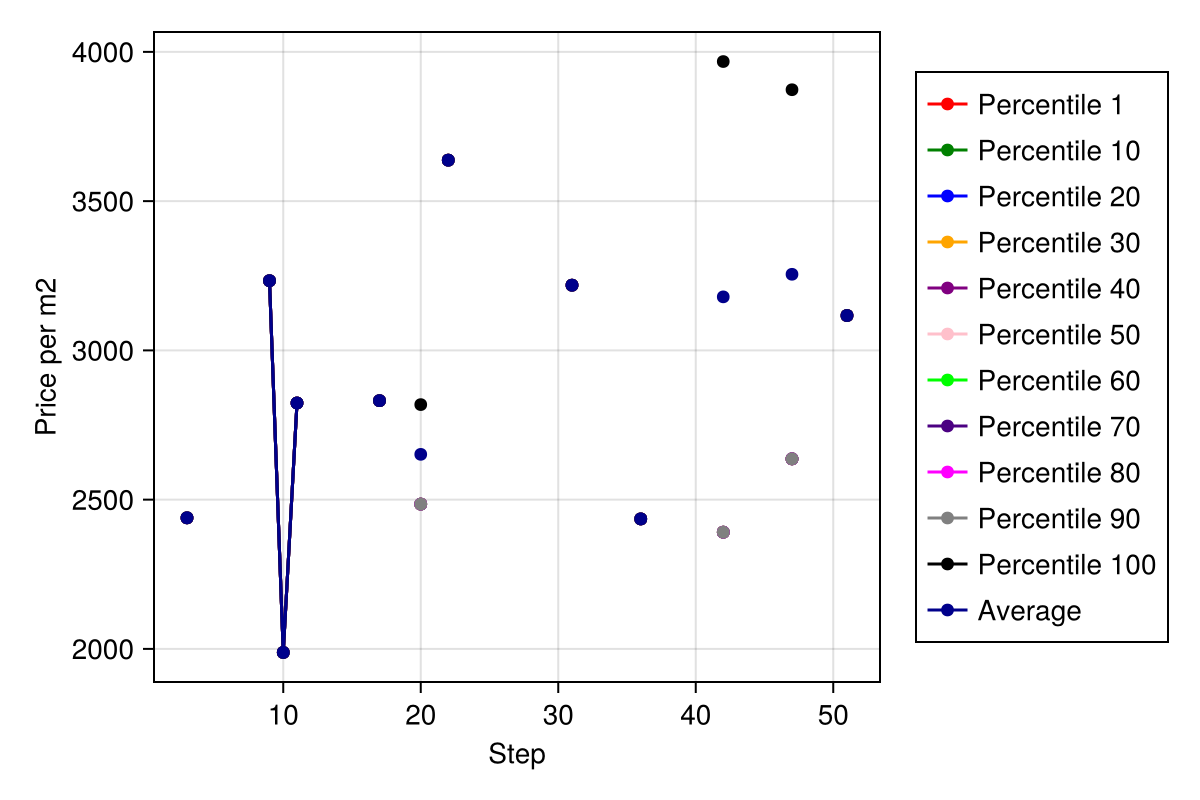 4000
3500
3000
2500
2000
Price per m2
10 20 30 40 50
Step
Percentile 1
Percentile 10
Percentile 20
Percentile 30
Percentile 40
Percentile 50
Percentile 60
Percentile 70
Percentile 80
Percentile 90
Percentile 100
Average